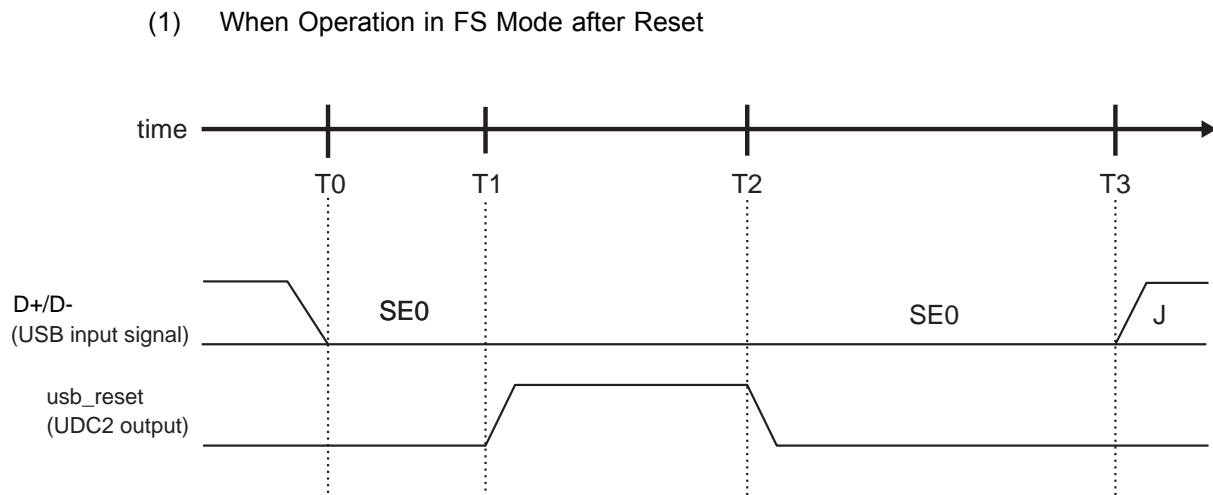 (1) When Operation in FS Mode after Reset
time
T0 T1 T2 T3
D+/D-
(USB input signal)
SE0 SE0 J
usb_reset
(UDC2 output)